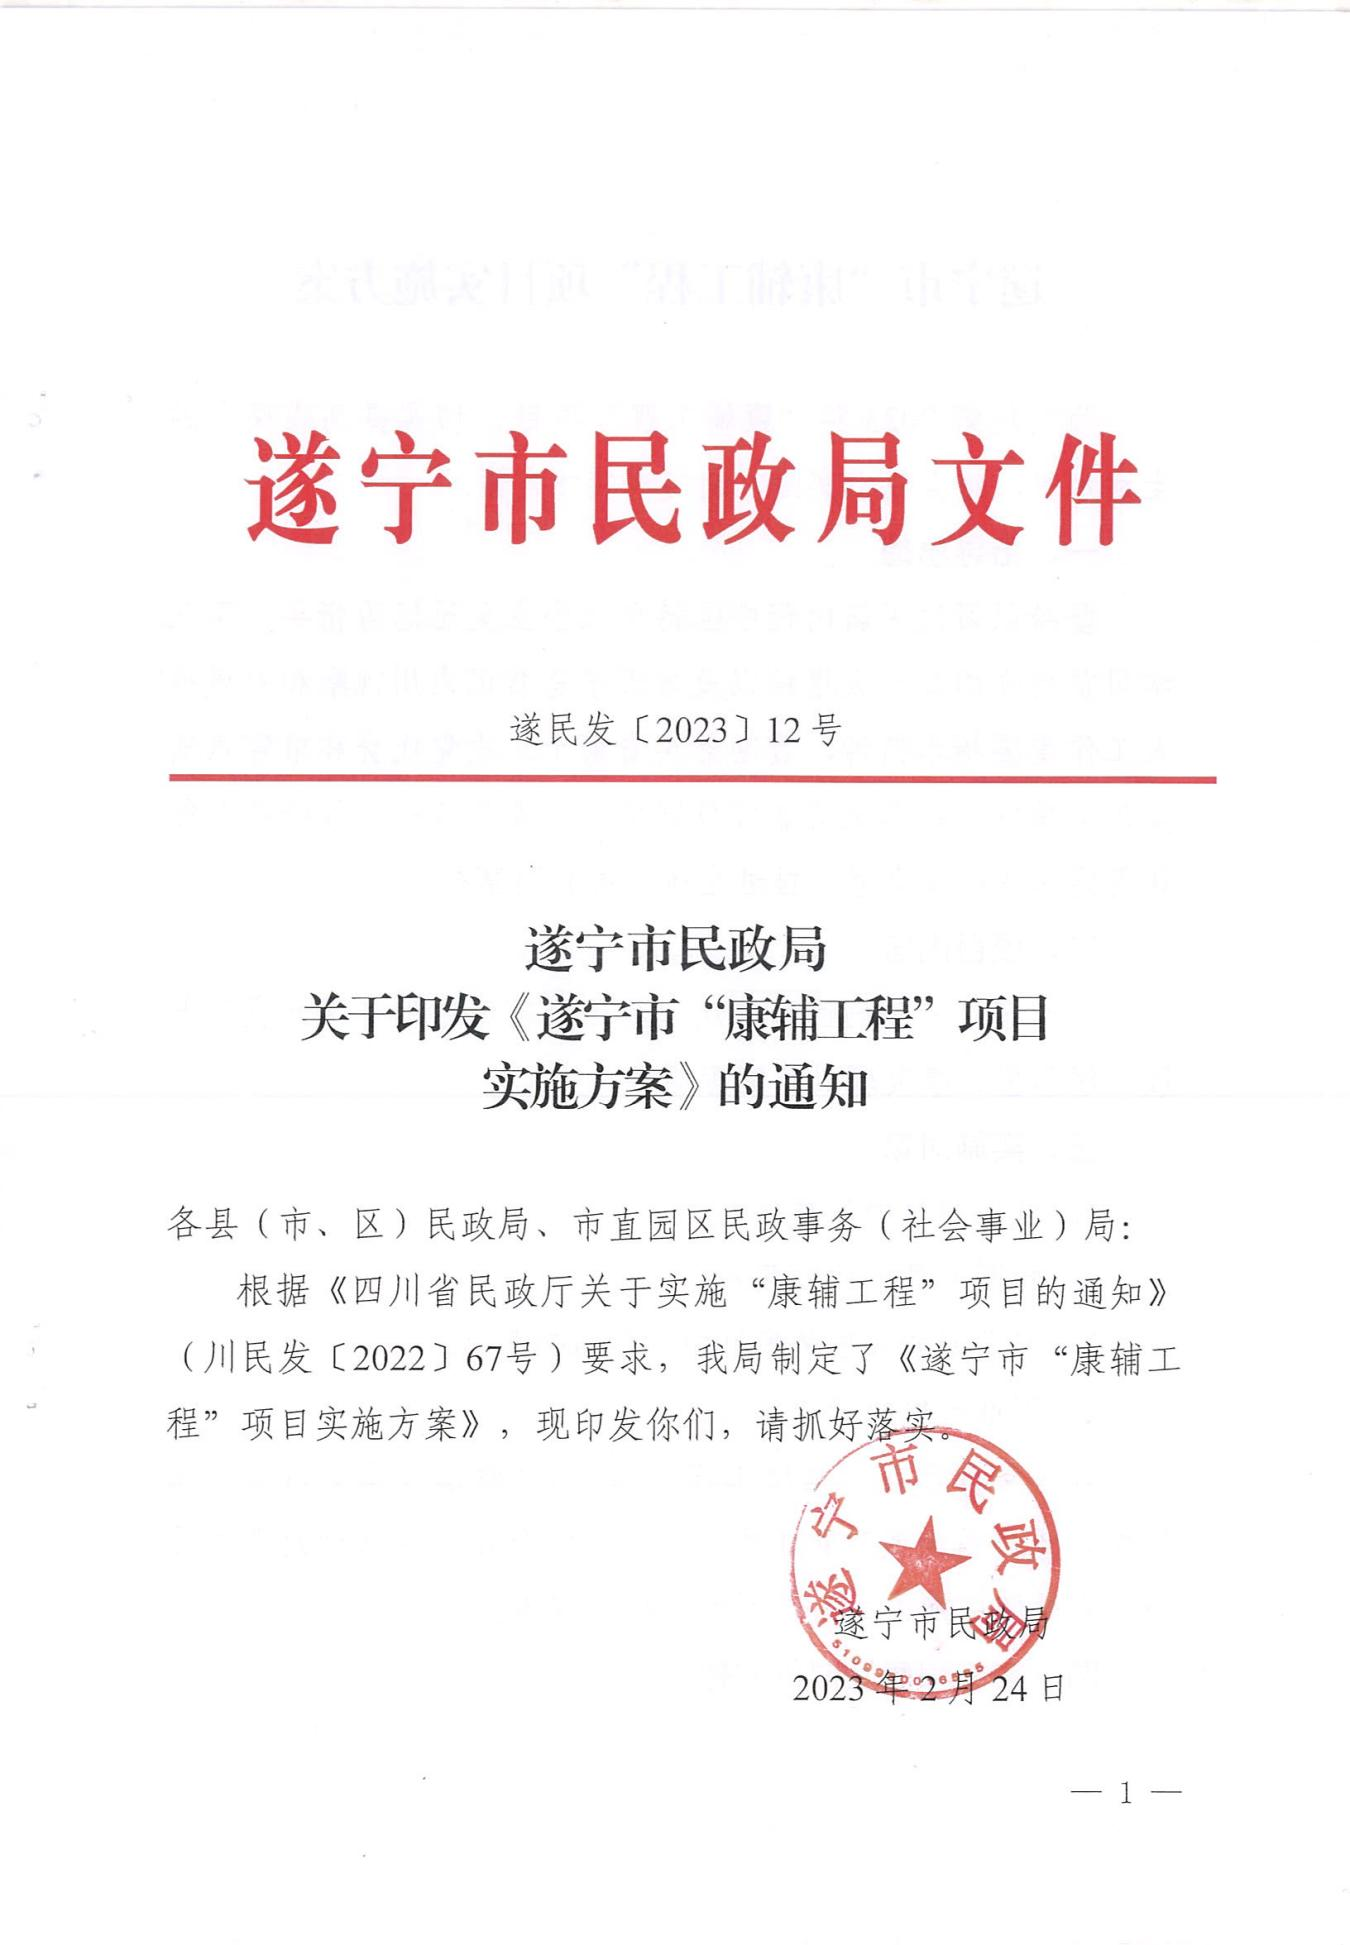 遂宁市民政局文件
遂民发〔2023〕12号
遂宁市民政局
关于印发《遂宁市“康辅工程”项目
实施方案》的通知
各县（市、区）民政局、市直园区民政事务（社会事业）局：
根据《四川省民政厅关于实施“康辅工程”项目的通知》
（川民发〔2022〕67号）要求，我局制定了《遂宁市“康辅工
程”项目实施方案》，现印发你们，请抓好落实。
遂宁市民政局
遂宁市民政局
2023年2月24日
— 1 —